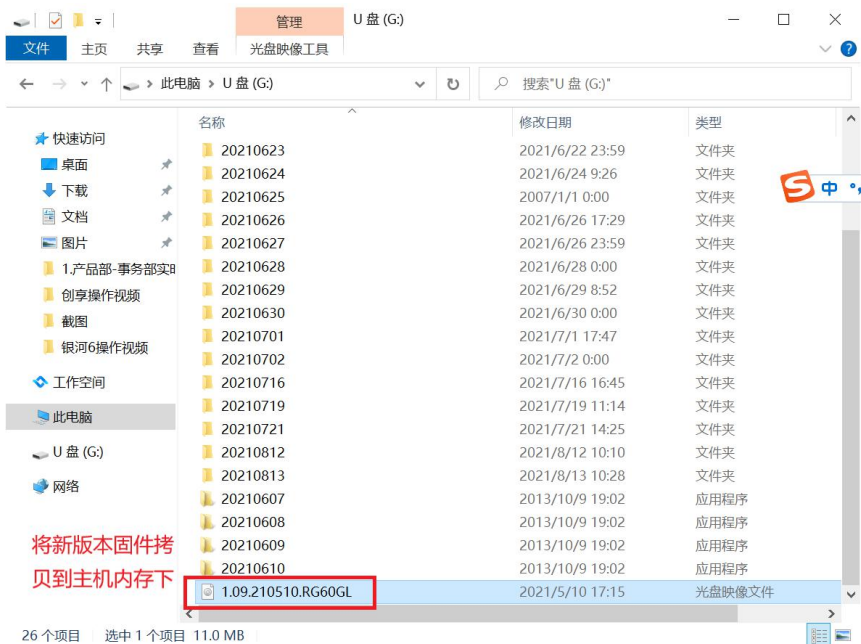 管理
U 盘 (G:)
文件
主页
共享
查看
光盘映像工具
此电脑
U 盘 (G:)
搜索"U 盘 (G:)"
名称
修改日期
类型
快速访问
桌面
下载
文档
图片
1.产品部-事务部实
创享操作视频
截图
银河6操作视频
工作空间
此电脑
U 盘 (G:)
网络
20210623 2021/6/22 23:59 文件夹
20210624 2021/6/24 9:26 文件夹
20210625 2007/1/1 0:00 文件夹
20210626 2021/6/26 17:29 文件夹
20210627 2021/6/26 23:59 文件夹
20210628 2021/6/28 0:00 文件夹
20210629 2021/6/29 8:52 文件夹
20210630 2021/6/30 0:00 文件夹
20210701 2021/7/1 17:47 文件夹
20210702 2021/7/2 0:00 文件夹
20210716 2021/7/16 16:45 文件夹
20210719 2021/7/19 11:14 文件夹
20210721 2021/7/21 14:25 文件夹
20210812 2021/8/12 10:10 文件夹
20210813 2021/8/13 10:28 文件夹
20210607 2013/10/9 19:02 应用程序
20210608 2013/10/9 19:02 应用程序
20210609 2013/10/9 19:02 应用程序
20210610 2013/10/9 19:02 应用程序
1.09.210510.RG60GL 2021/5/10 17:15 光盘映像文件
S 中
将新版本固件拷
贝到主机内存下
26 个项目
选中 1 个项目 11.0 MB